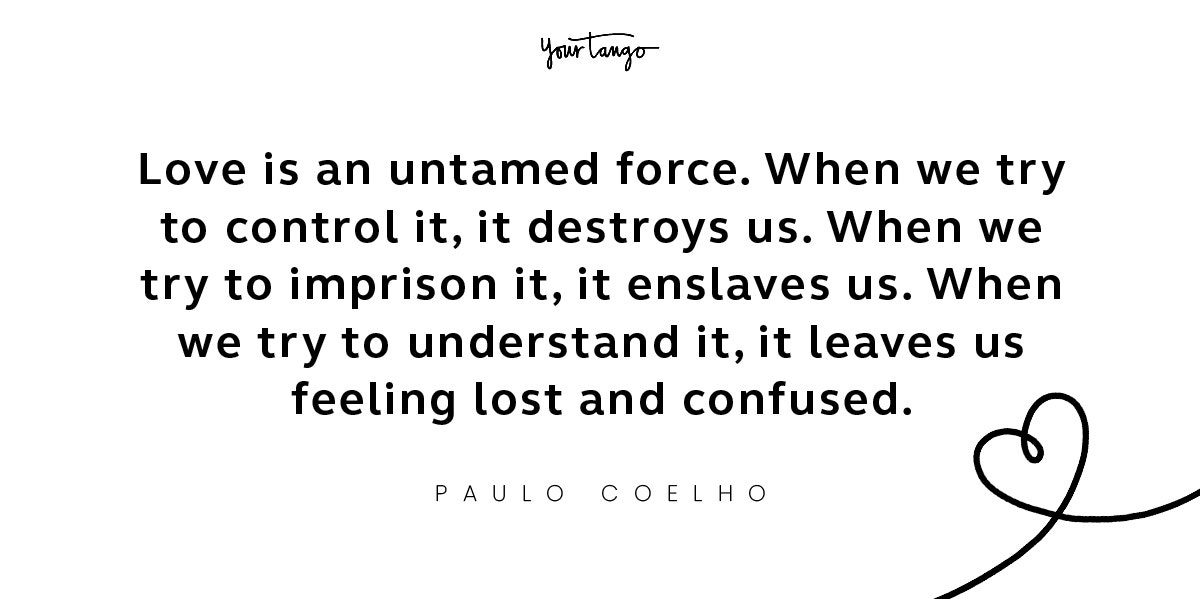 your tango
Love is an untamed force. When we try
to control it, it destroys us. When we
try to imprison it, it enslaves us. When
we try to understand it, it leaves us
feeling lost and confused.
PAULO COELHO